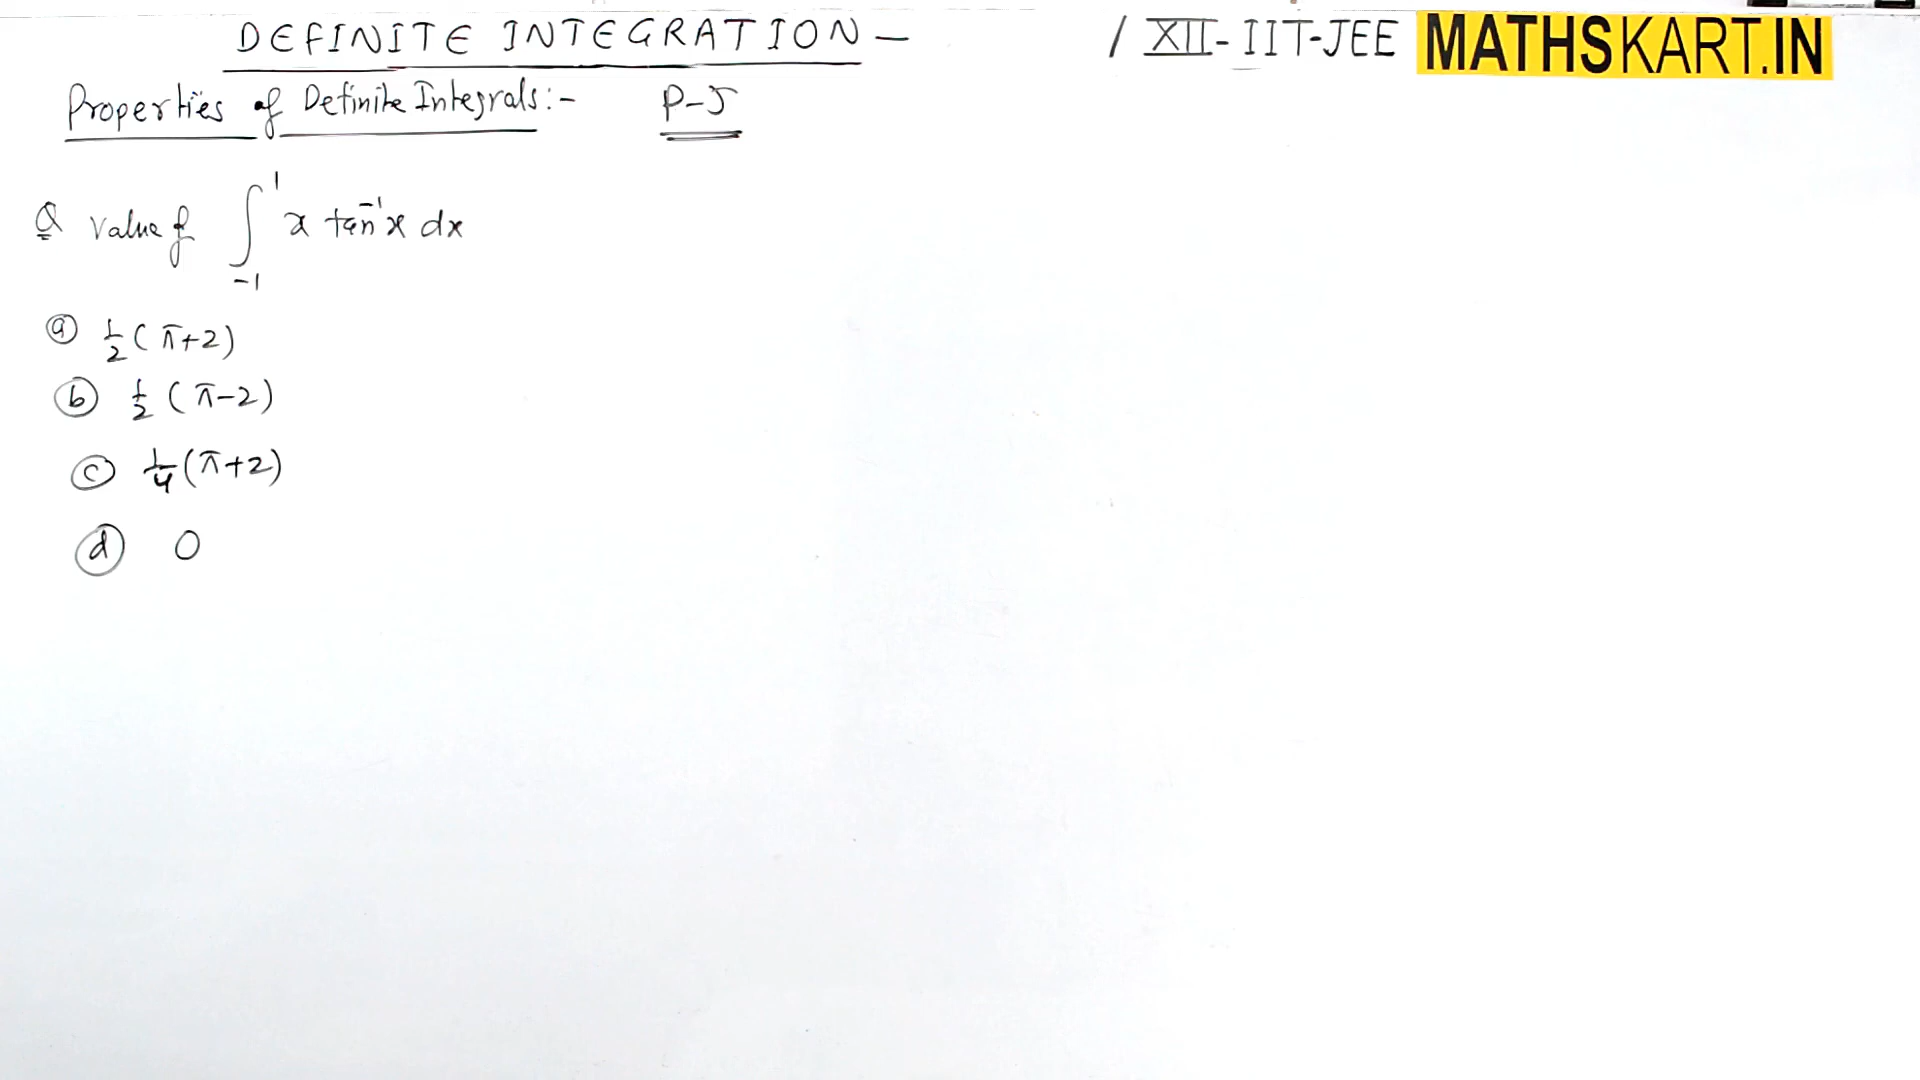 DEFINITE INTEGRATION — / XII - IIT-JEE MATHSKART.IN
Properties of Definite Integrals:- P-5
Q Value of ∫₋₁¹ x tan⁻¹x dx
(a) 1/2 (π+2)
(b) 1/2 (π-2)
(c) 1/4 (π+2)
(d) 0